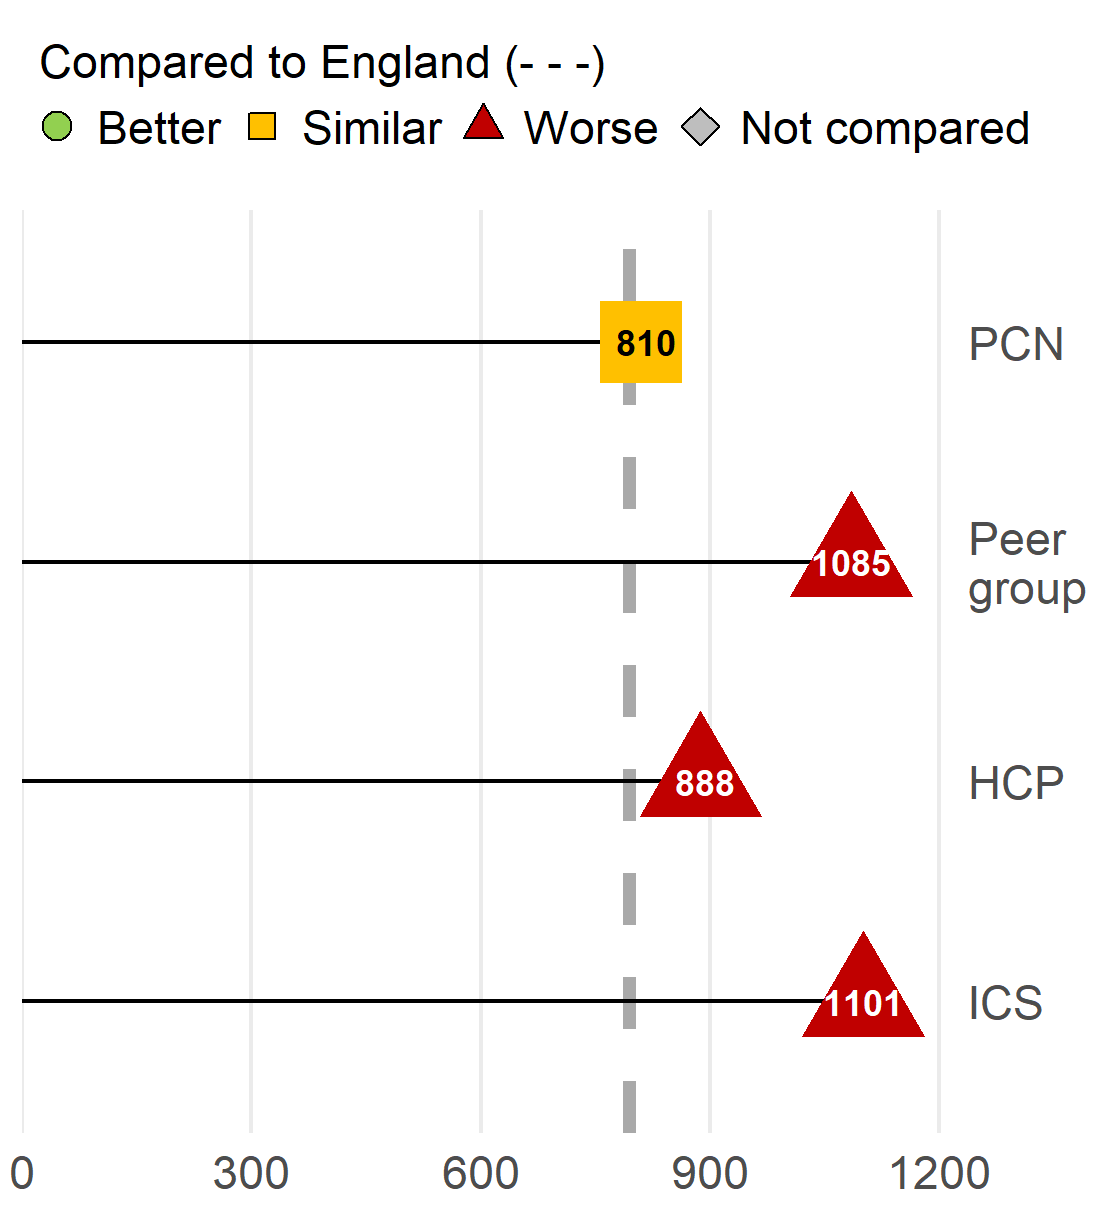 Compared to England (- - -)
Better Similar Worse Not compared
810 PCN
1085 Peer
group
888 HCP
1101 ICS
0 300 600 900 1200